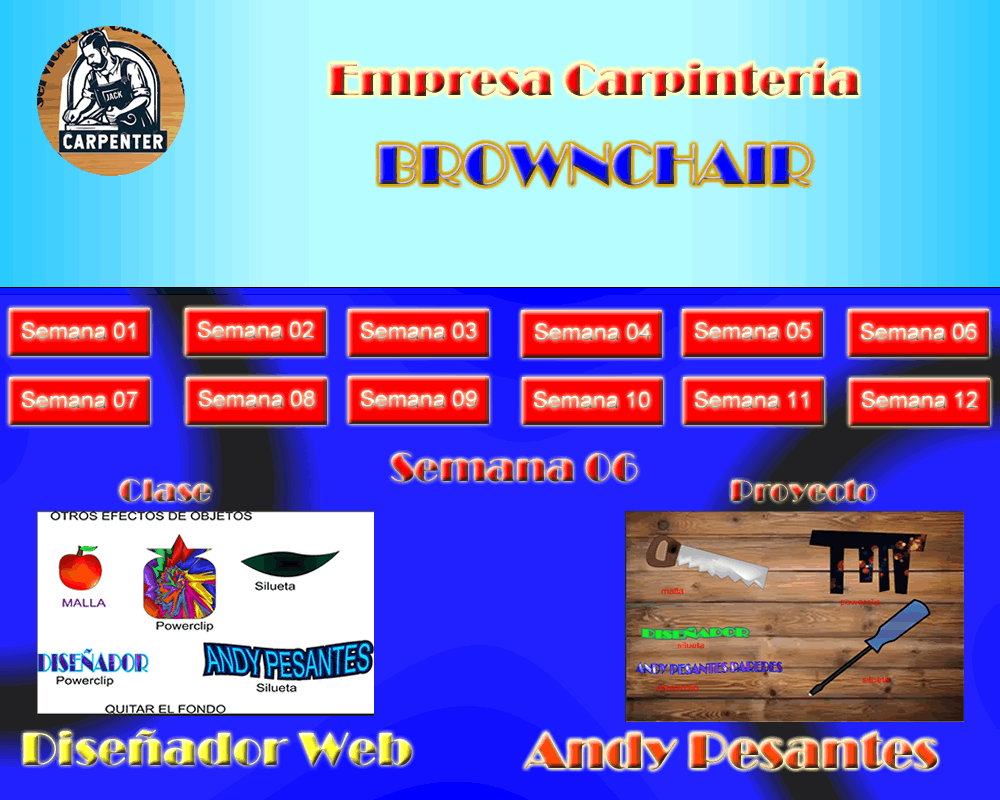 Servicios de Carpintería
JACK
CARPENTER
Empresa Carpintería
BROWNCHAIR
Semana 01
Semana 02
Semana 03
Semana 04
Semana 05
Semana 06
Semana 07
Semana 08
Semana 09
Semana 10
Semana 11
Semana 12
Semana 06
Clase
Proyecto
OTROS EFECTOS DE OBJETOS
MALLA
Powerclip
Silueta
DISEÑADOR
Powerclip
ANDY PESANTES
Silueta
QUITAR EL FONDO
malla
powerclip
DISEÑADOR
silueta
ANDY PESANTES PAREDES
silueta
Diseñador Web
Andy Pesantes